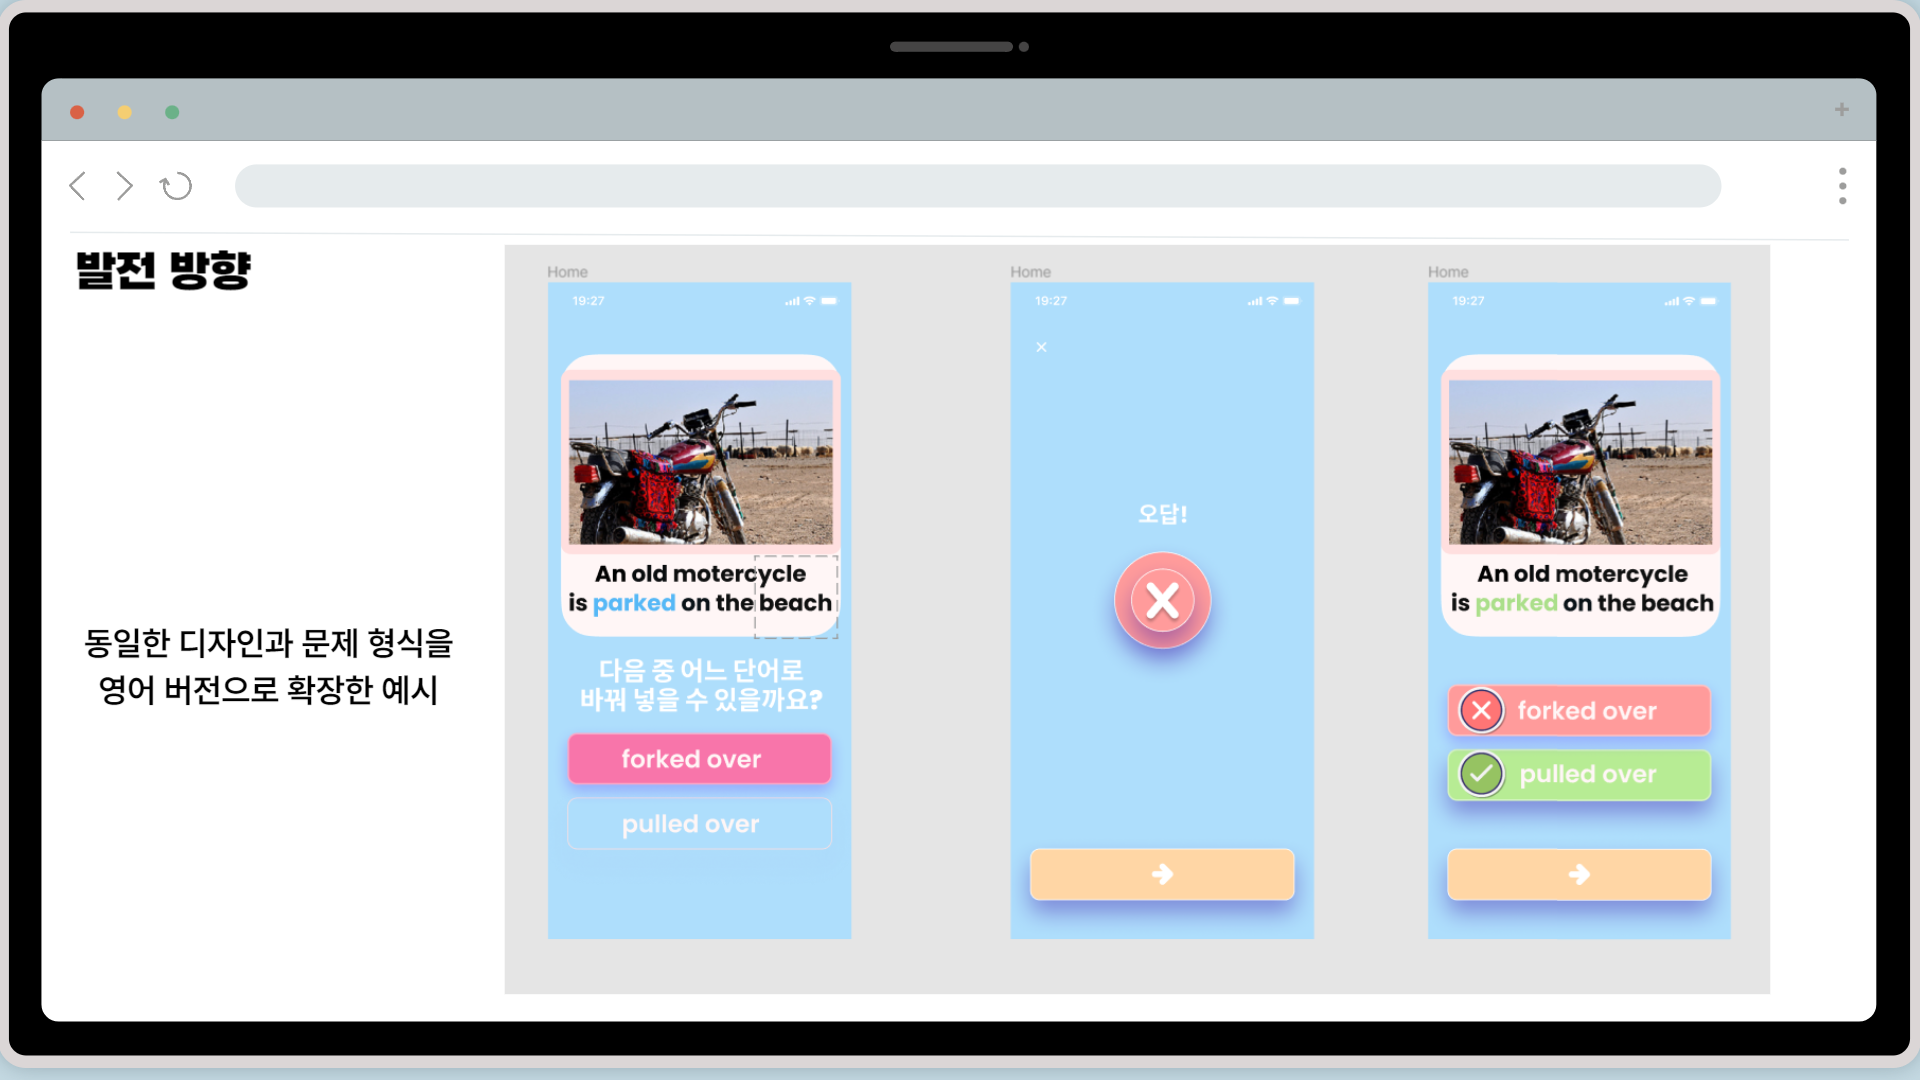 발전 방향
동일한 디자인과 문제 형식을
영어 버전으로 확장한 예시
Home
19:27
An old motercycle
is parked on the beach
다음 중 어느 단어로
바꿔 넣을 수 있을까요?
forked over
pulled over
Home
19:27
오답!
Home
19:27
An old motercycle
is parked on the beach
forked over
pulled over